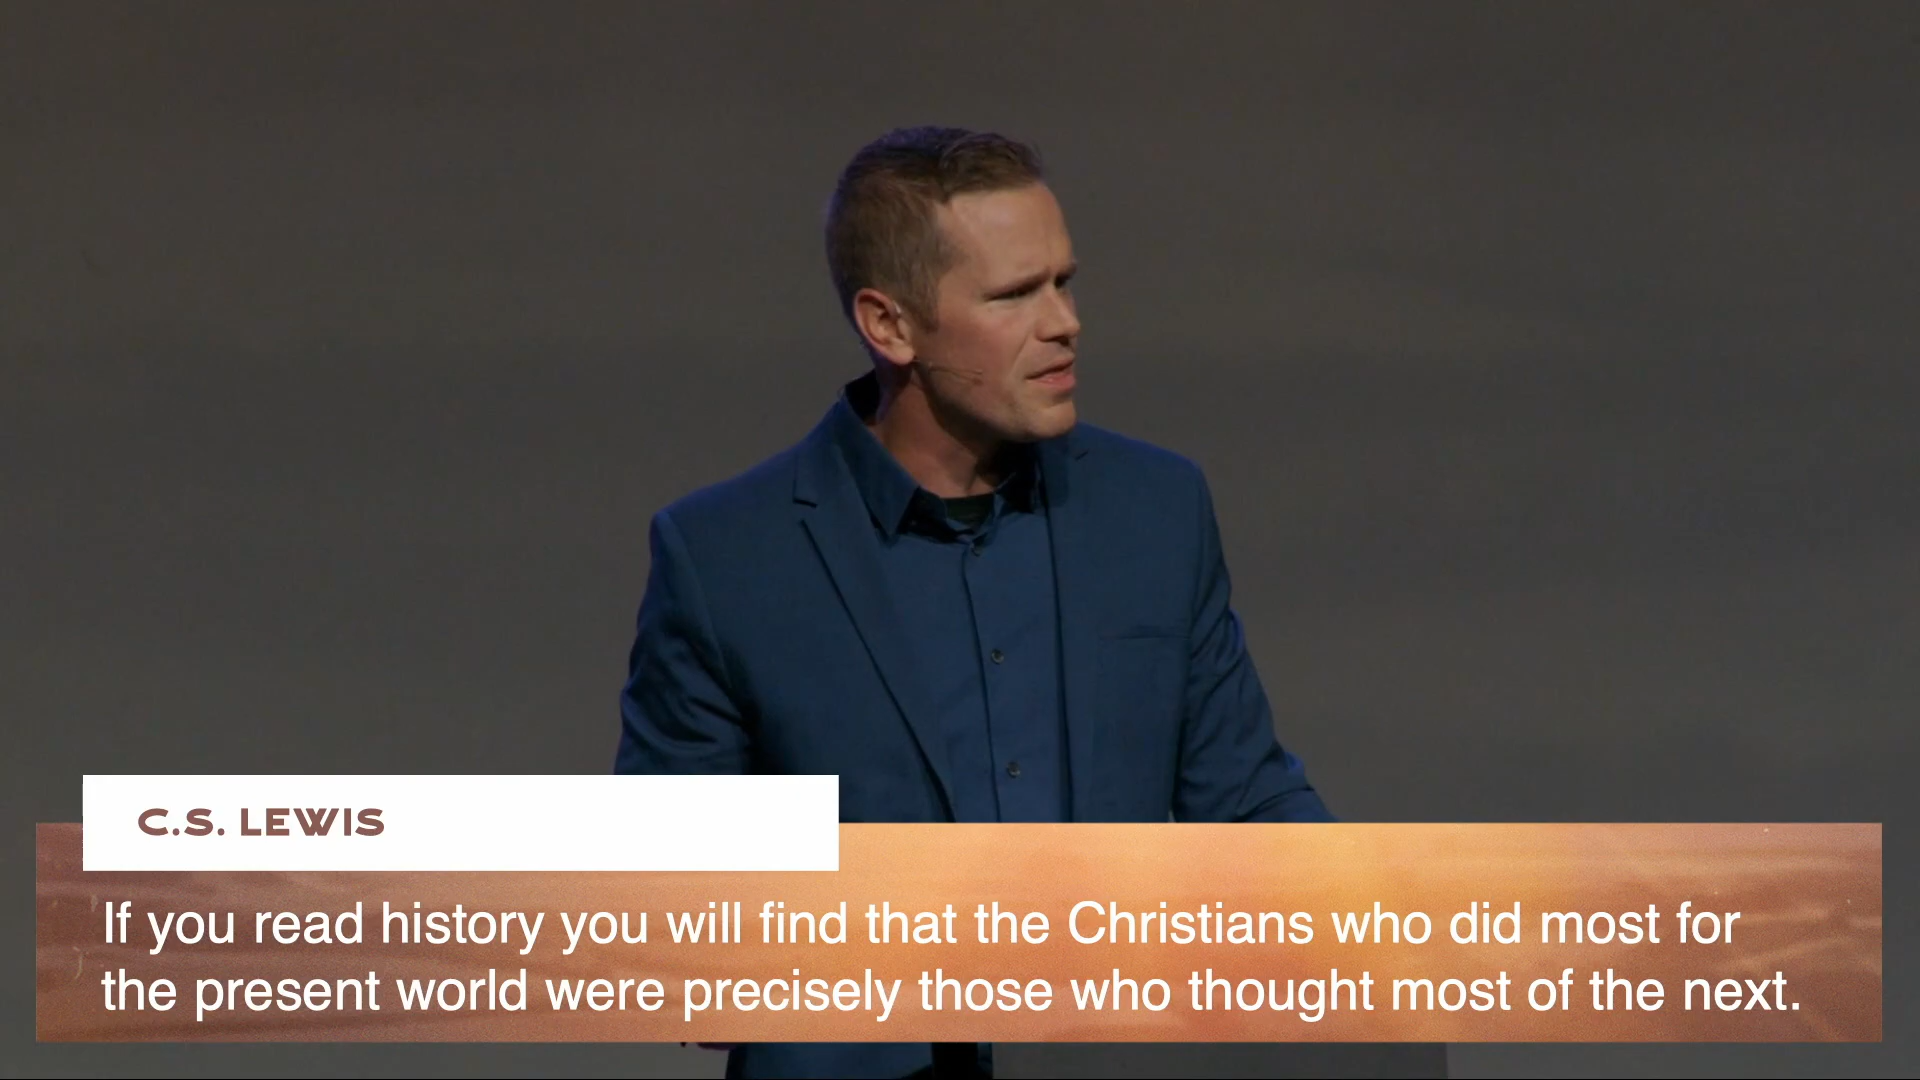 C.S. LEWIS
If you read history you will find that the Christians who did most for
the present world were precisely those who thought most of the next.